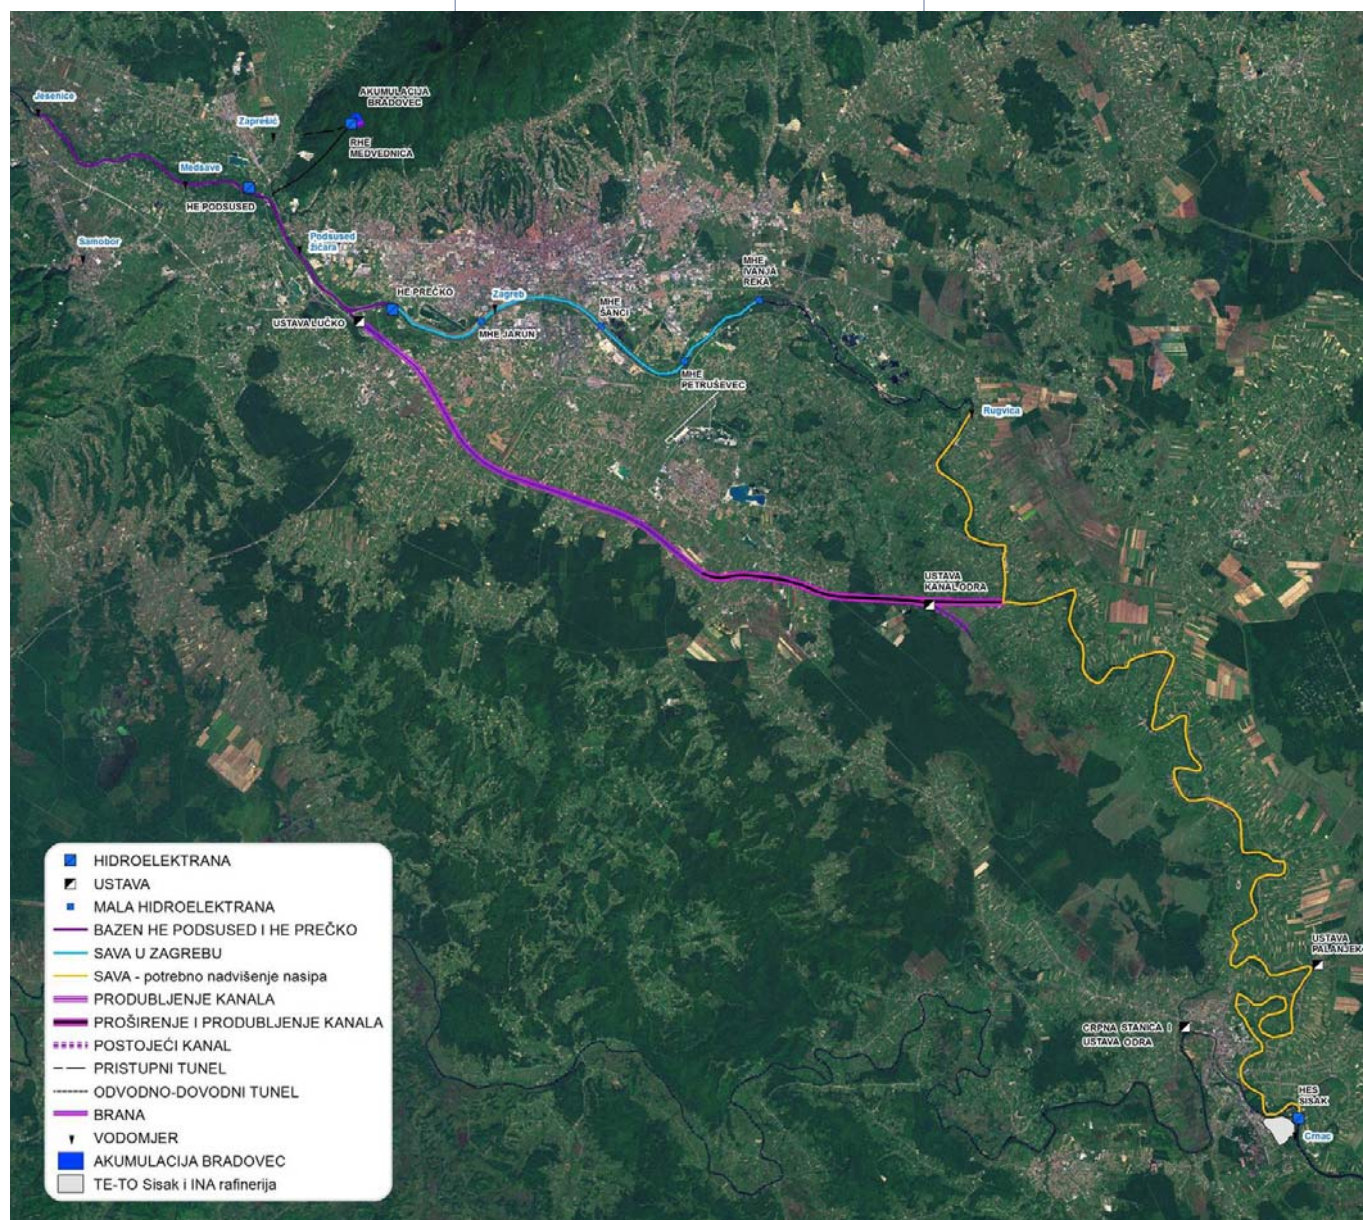 Jesenice
AKUMULACIJA
BRADOVEC
Zaprešić
RHE
MEDVEDNICA
Medsave
HE PODSUSED
Samobor
Podsused
žičara
MHE
IVANJA
REKA
HE PREČKO
Zagreb
MHE
ŠANCI
USTAVA LUČKO
MHE JARUN
MHE
PETRUŠEVEC
Rugvica
USTAVA
KANAL ODRA
HIDROELEKTRANA
USTAVA
MALA HIDROELEKTRANA
BAZEN HE PODSUSED I HE PREČKO
SAVA U ZAGREBU
SAVA - potrebno nadvišenje nasipa
PRODUBLJENJE KANALA
PROŠIRENJE I PRODUBLJENJE KANALA
POSTOJEĆI KANAL
PRISTUPNI TUNEL
ODVODNO-DOVODNI TUNEL
BRANA
VODOMJER
AKUMULACIJA BRADOVEC
TE-TO Sisak i INA rafinerija
USTAVA
PALANJEK
CRPNA STANICA I
USTAVA ODRA
HES
SISAK
Crnac